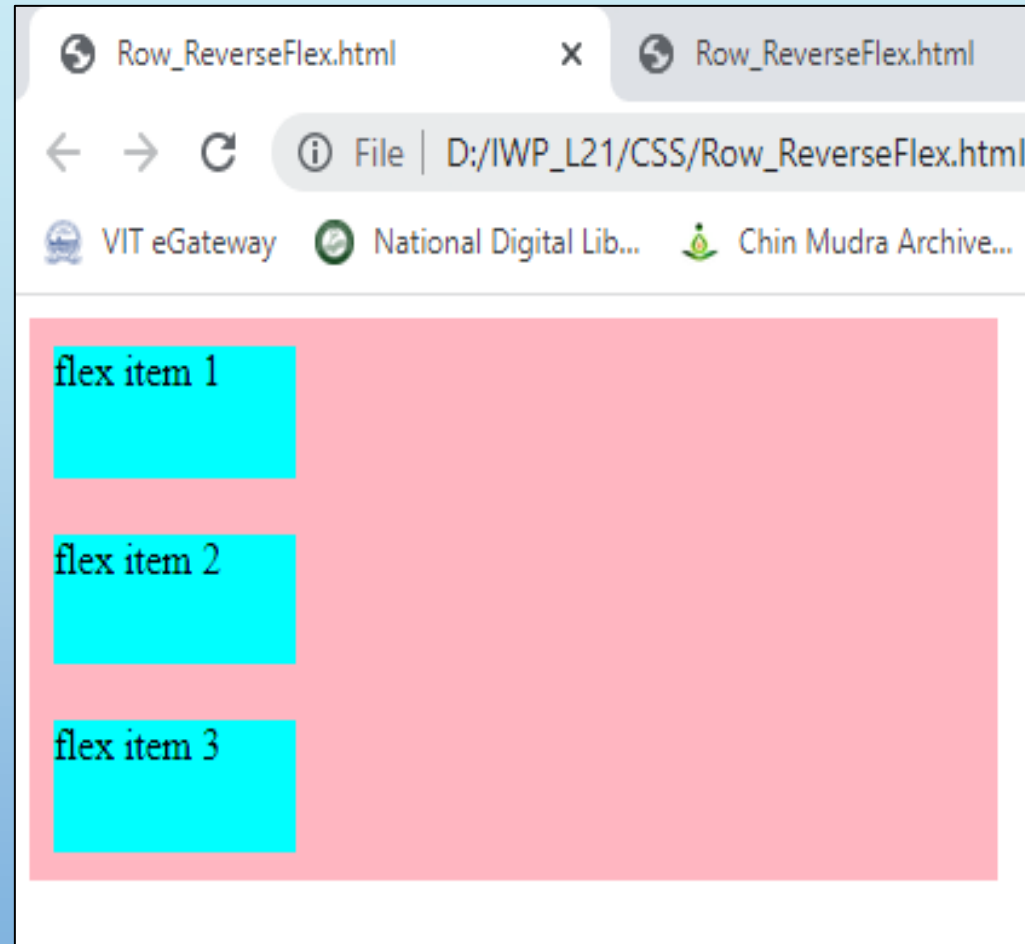 Row_ReverseFlex.html Row_ReverseFlex.html
File D:/IWP_L21/CSS/Row_ReverseFlex.html
VIT eGateway National Digital Lib... Chin Mudra Archive...
flex item 1
flex item 2
flex item 3